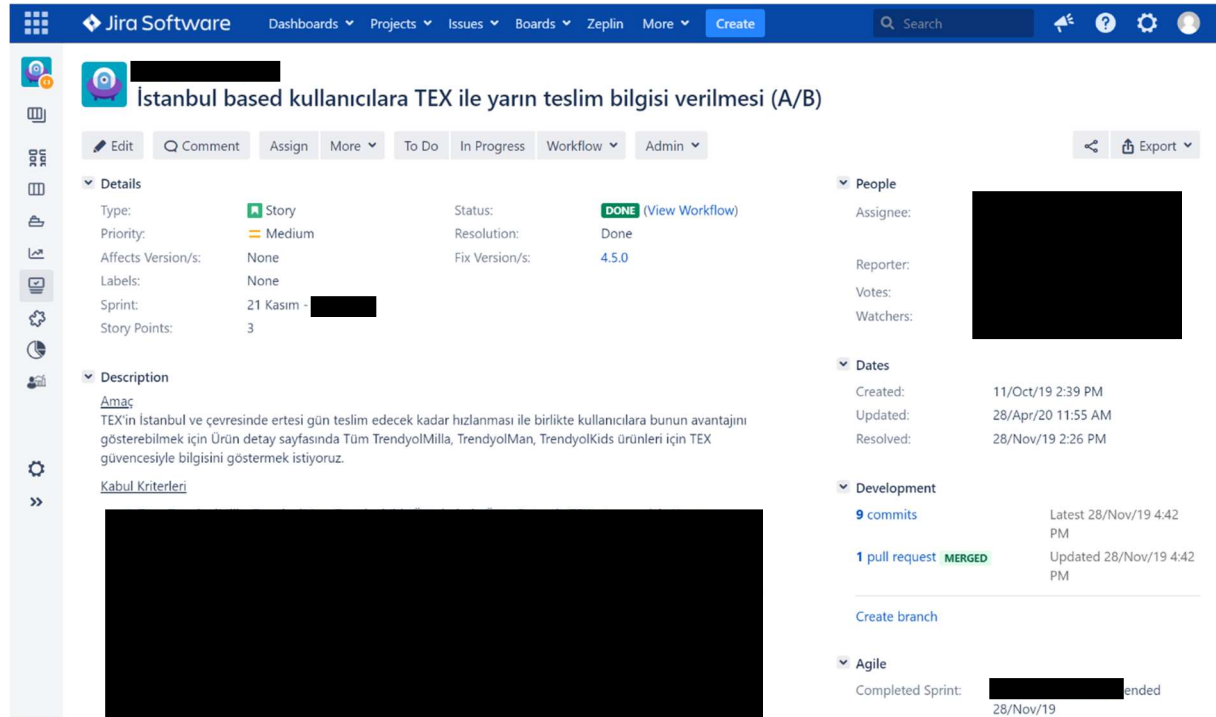 Jira Software Dashboards Projects Issues Boards Zeplin More Create Search
İstanbul based kullanıcılara TEX ile yarın teslim bilgisi verilmesi (A/B)
Edit Comment Assign More To Do In Progress Workflow Admin Export
Details
Type: Story Status: DONE (View Workflow)
Priority: Medium Resolution: Done
Affects Version/s: None Fix Version/s: 4.5.0
Labels: None
Sprint: 21 Kasım -
Story Points: 3
Description
Amaç
TEX'in İstanbul ve çevresinde ertesi gün teslim edecek kadar hızlanması ile birlikte kullanıcılara bunun avantajını
gösterebilmek için Ürün detay sayfasında Tüm TrendyolMilla, TrendyolMan, TrendyolKids ürünleri için TEX
güvencesiyle bilgisini göstermek istiyoruz.
Kabul Kriterleri
People
Assignee:
Reporter:
Votes:
Watchers:
Dates
Created: 11/Oct/19 2:39 PM
Updated: 28/Apr/20 11:55 AM
Resolved: 28/Nov/19 2:26 PM
Development
9 commits Latest 28/Nov/19 4:42
PM
1 pull request MERGED Updated 28/Nov/19 4:42
PM
Create branch
Agile
Completed Sprint: ended
28/Nov/19